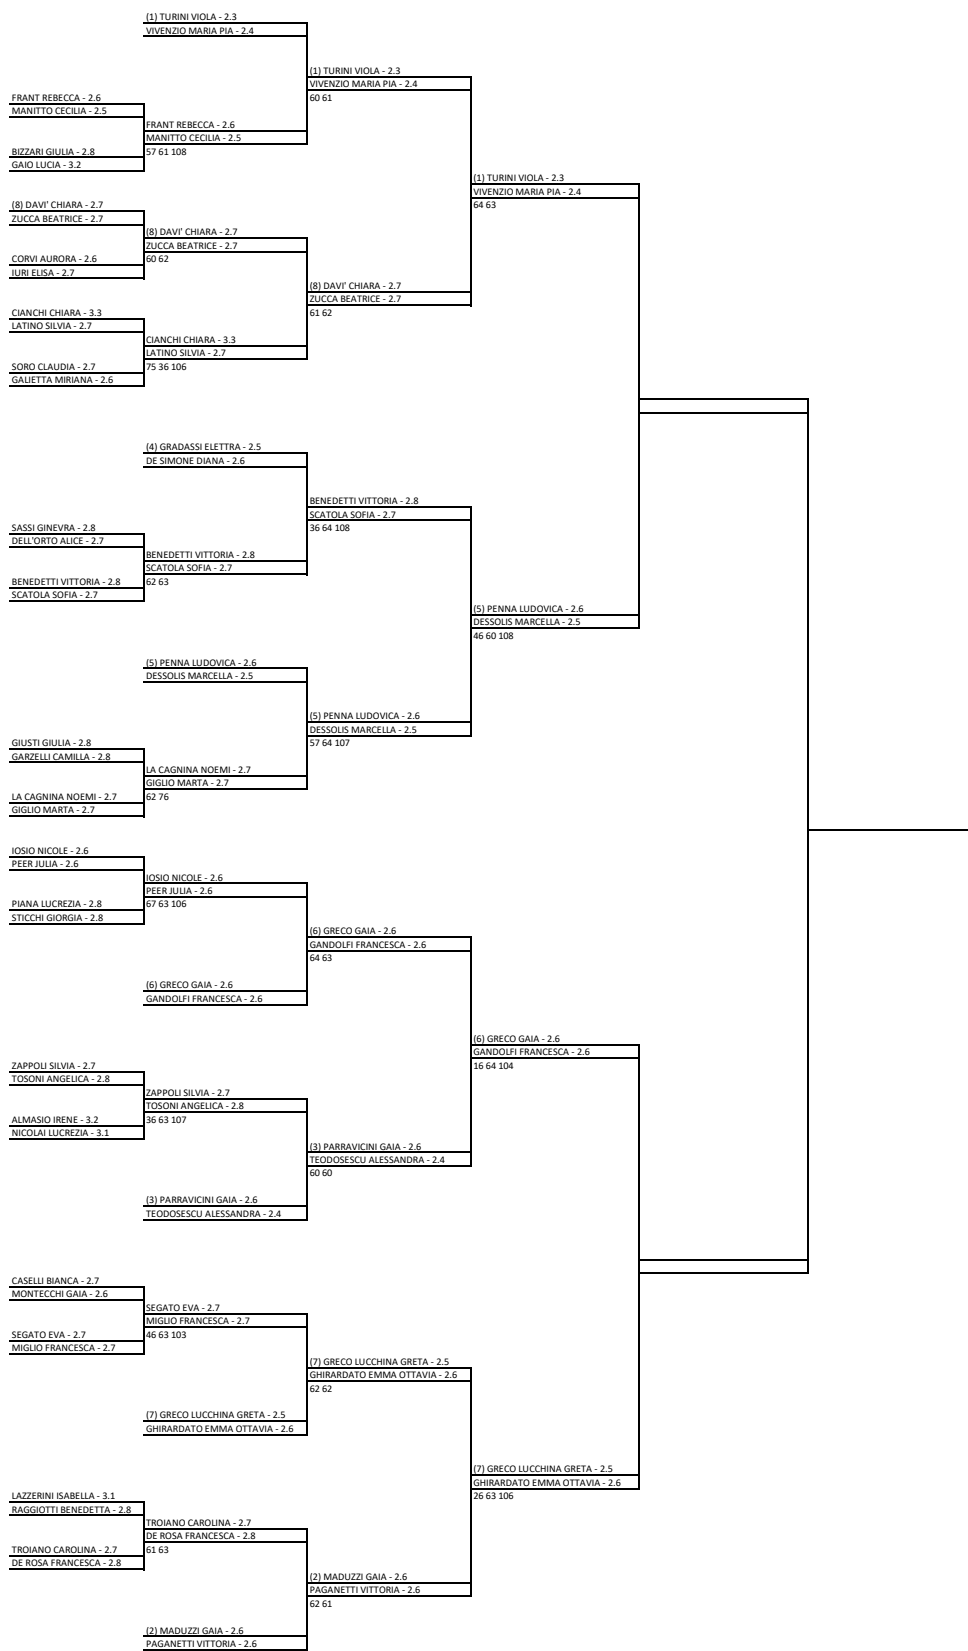 (1) TURINI VIOLA - 2.3
VIVENZIO MARIA PIA - 2.4
(1) TURINI VIOLA - 2.3
VIVENZIO MARIA PIA - 2.4
60 61
FRANT REBECCA - 2.6
MANITTO CECILIA - 2.5
FRANT REBECCA - 2.6
MANITTO CECILIA - 2.5
57 61 108
BIZZARI GIULIA - 2.8
GAIO LUCIA - 3.2
(1) TURINI VIOLA - 2.3
VIVENZIO MARIA PIA - 2.4
64 63
(8) DAVI' CHIARA - 2.7
ZUCCA BEATRICE - 2.7
(8) DAVI' CHIARA - 2.7
ZUCCA BEATRICE - 2.7
60 62
CORVI AURORA - 2.6
IURI ELISA - 2.7
(8) DAVI' CHIARA - 2.7
ZUCCA BEATRICE - 2.7
61 62
CIANCHI CHIARA - 3.3
LATINO SILVIA - 2.7
CIANCHI CHIARA - 3.3
LATINO SILVIA - 2.7
75 36 106
SORO CLAUDIA - 2.7
GALIETTA MIRIANA - 2.6
(4) GRADASSI ELETTRA - 2.5
DE SIMONE DIANA - 2.6
BENEDETTI VITTORIA - 2.8
SCATOLA SOFIA - 2.7
36 64 108
SASSI GINEVRA - 2.8
DELL'ORTO ALICE - 2.7
BENEDETTI VITTORIA - 2.8
SCATOLA SOFIA - 2.7
62 63
BENEDETTI VITTORIA - 2.8
SCATOLA SOFIA - 2.7
(5) PENNA LUDOVICA - 2.6
DESSOLIS MARCELLA - 2.5
46 60 108
(5) PENNA LUDOVICA - 2.6
DESSOLIS MARCELLA - 2.5
(5) PENNA LUDOVICA - 2.6
DESSOLIS MARCELLA - 2.5
57 64 107
GIUSTI GIULIA - 2.8
GARZELLI CAMILLA - 2.8
LA CAGNINA NOEMI - 2.7
GIGLIO MARTA - 2.7
62 76
LA CAGNINA NOEMI - 2.7
GIGLIO MARTA - 2.7
IOSIO NICOLE - 2.6
PEER JULIA - 2.6
IOSIO NICOLE - 2.6
PEER JULIA - 2.6
67 63 106
PIANA LUCREZIA - 2.8
STICCHI GIORGIA - 2.8
(6) GRECO GAIA - 2.6
GANDOLFI FRANCESCA - 2.6
64 63
(6) GRECO GAIA - 2.6
GANDOLFI FRANCESCA - 2.6
(6) GRECO GAIA - 2.6
GANDOLFI FRANCESCA - 2.6
16 64 104
ZAPPOLI SILVIA - 2.7
TOSONI ANGELICA - 2.8
ZAPPOLI SILVIA - 2.7
TOSONI ANGELICA - 2.8
36 63 107
ALMASIO IRENE - 3.2
NICOLAI LUCREZIA - 3.1
(3) PARRAVICINI GAIA - 2.6
TEODOSESCU ALESSANDRA - 2.4
60 60
(3) PARRAVICINI GAIA - 2.6
TEODOSESCU ALESSANDRA - 2.4
CASELLI BIANCA - 2.7
MONTECCHI GAIA - 2.6
SEGATO EVA - 2.7
MIGLIO FRANCESCA - 2.7
46 63 103
SEGATO EVA - 2.7
MIGLIO FRANCESCA - 2.7
(7) GRECO LUCCHINA GRETA - 2.5
GHIRARDATO EMMA OTTAVIA - 2.6
62 62
(7) GRECO LUCCHINA GRETA - 2.5
GHIRARDATO EMMA OTTAVIA - 2.6
(7) GRECO LUCCHINA GRETA - 2.5
GHIRARDATO EMMA OTTAVIA - 2.6
26 63 106
LAZZERINI ISABELLA - 3.1
RAGGIOTTI BENEDETTA - 2.8
TROIANO CAROLINA - 2.7
DE ROSA FRANCESCA - 2.8
61 63
TROIANO CAROLINA - 2.7
DE ROSA FRANCESCA - 2.8
(2) MADUZZI GAIA - 2.6
PAGANETTI VITTORIA - 2.6
62 61
(2) MADUZZI GAIA - 2.6
PAGANETTI VITTORIA - 2.6